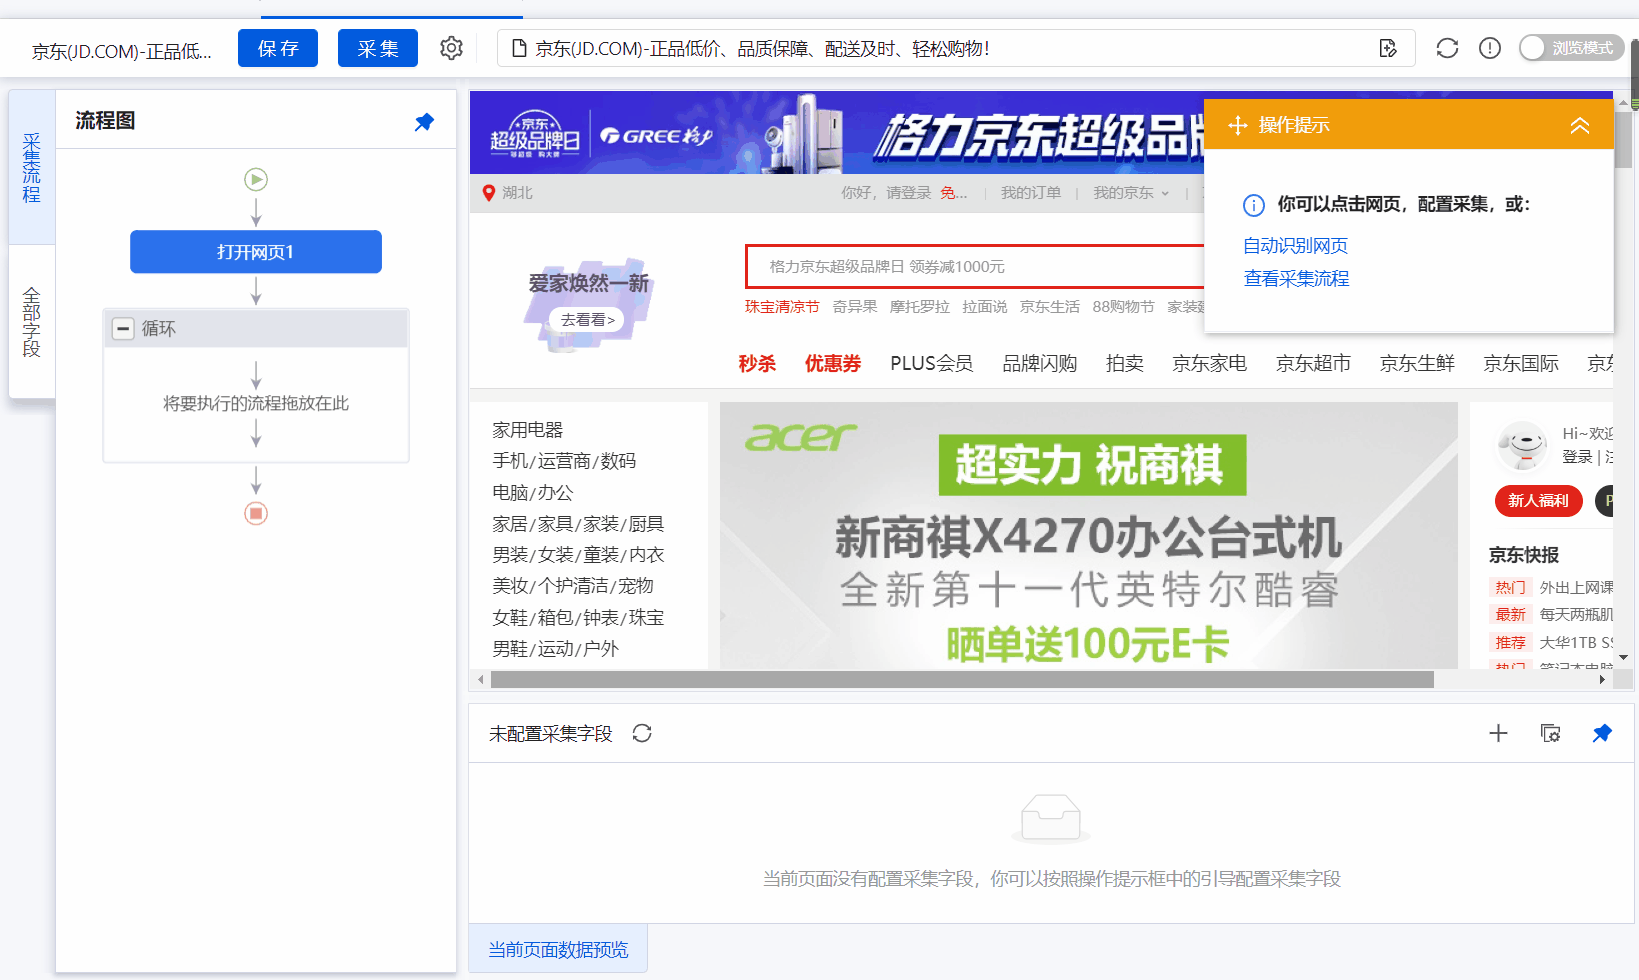 京东(JD.COM)-正品低...
保 存
采 集
京东(JD.COM)-正品低价、品质保障、配送及时、轻松购物!
浏览模式
采集流程
全部字段
流程图
打开网页1
循环
将要执行的流程拖放在此
京东
超级品牌日
GREE格力
格力京东超级品牌
操作提示
你可以点击网页，配置采集，或：
自动识别网页
查看采集流程
湖北
你好，请登录 免...
我的订单
我的京东
爱家焕然一新
去看看>
格力京东超级品牌日 领券减1000元
珠宝清凉节 奇异果 摩托罗拉 拉面说 京东生活 88购物节 家装建
秒杀 优惠券 PLUS会员 品牌闪购 拍卖 京东家电 京东超市 京东生鲜 京东国际 京东
家用电器
手机/运营商/数码
电脑/办公
家居/家具/家装/厨具
男装/女装/童装/内衣
美妆/个护清洁/宠物
女鞋/箱包/钟表/珠宝
男鞋/运动/户外
acer
超实力 祝商祺
新商祺X4270办公台式机
全新第十一代英特尔酷睿
晒单送100元E卡
Hi~欢迎
登录 | 注
新人福利
P
京东快报
热门 外出上网课
最新 每天两瓶肌
推荐 大华1TB SS
热门 笔记本电脑
未配置采集字段
当前页面没有配置采集字段，你可以按照操作提示框中的引导配置采集字段
当前页面数据预览